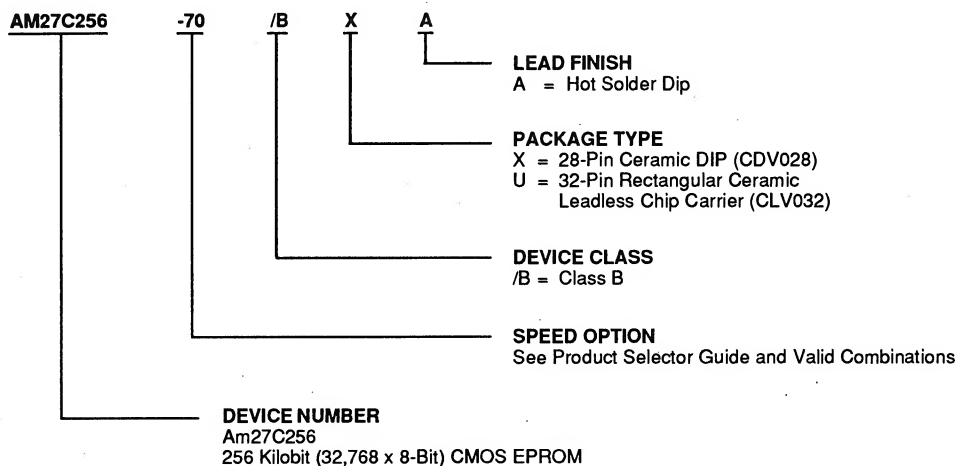 AM27C256 -70 /B X A
LEAD FINISH
A = Hot Solder Dip
PACKAGE TYPE
X = 28-Pin Ceramic DIP (CDV028)
U = 32-Pin Rectangular Ceramic
Leadless Chip Carrier (CLV032)
DEVICE CLASS
/B = Class B
SPEED OPTION
See Product Selector Guide and Valid Combinations
DEVICE NUMBER
Am27C256
256 Kilobit (32,768 x 8-Bit) CMOS EPROM